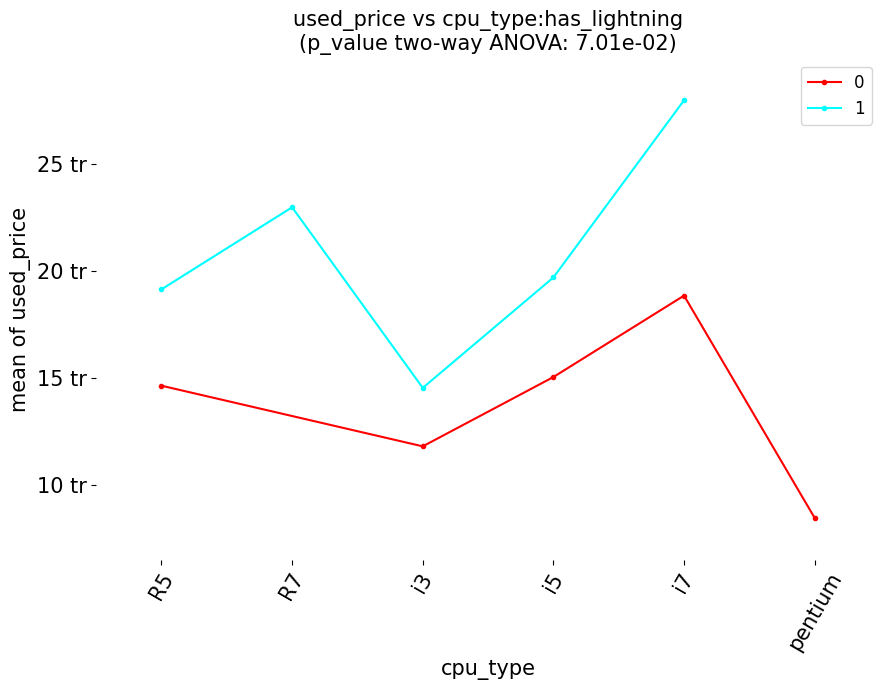 used_price vs cpu_type:has_lightning
(p_value two-way ANOVA: 7.01e-02)
0
1
25 tr
20 tr
15 tr
10 tr
mean of used_price
R5
R7
i3
i5
i7
pentium
cpu_type